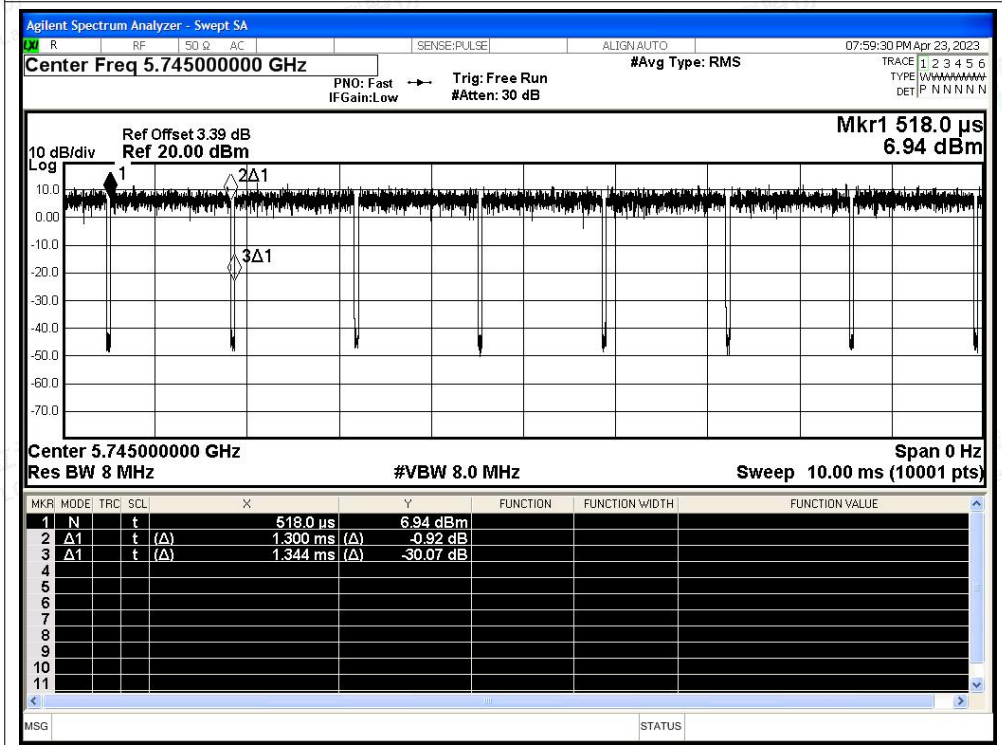 Agilent Spectrum Analyzer - Swept SA
LXI R RF 50 Ω AC SENSE:PULSE ALIGN AUTO 07:59:30 PM Apr 23, 2023
Center Freq 5.745000000 GHz #Avg Type: RMS TRACE 1 2 3 4 5 6
PNO: Fast Trig: Free Run TYPE WWWWWW
IFGain:Low #Atten: 30 dB DET P N N N N N
Mkr1 518.0 µs
Ref Offset 3.39 dB 6.94 dBm
10 dB/div Ref 20.00 dBm
Log
1 2Δ1
10.0
0.00
-10.0
3Δ1
-20.0
-30.0
-40.0
-50.0
-60.0
-70.0
Center 5.745000000 GHz Span 0 Hz
Res BW 8 MHz #VBW 8.0 MHz Sweep 10.00 ms (10001 pts)
MKR MODE TRC SCL X Y FUNCTION FUNCTION WIDTH FUNCTION VALUE
1 N t 518.0 µs 6.94 dBm
2 Δ1 t (Δ) 1.300 ms (Δ) -0.92 dB
3 Δ1 t (Δ) 1.344 ms (Δ) -30.07 dB
4
5
6
7
8
9
10
11
MSG STATUS